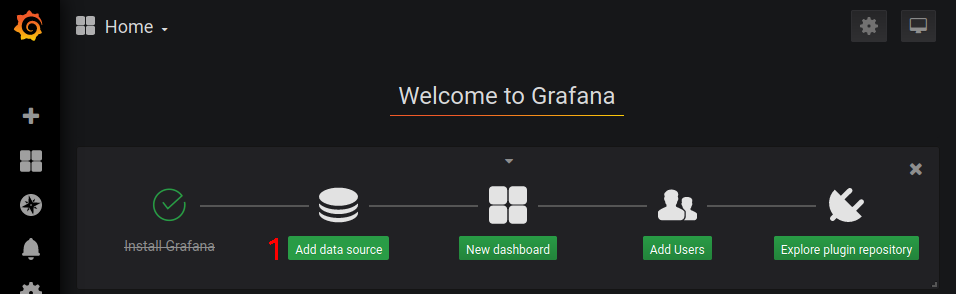 Home
Welcome to Grafana
Install Grafana
1
Add data source
New dashboard
Add Users
Explore plugin repository